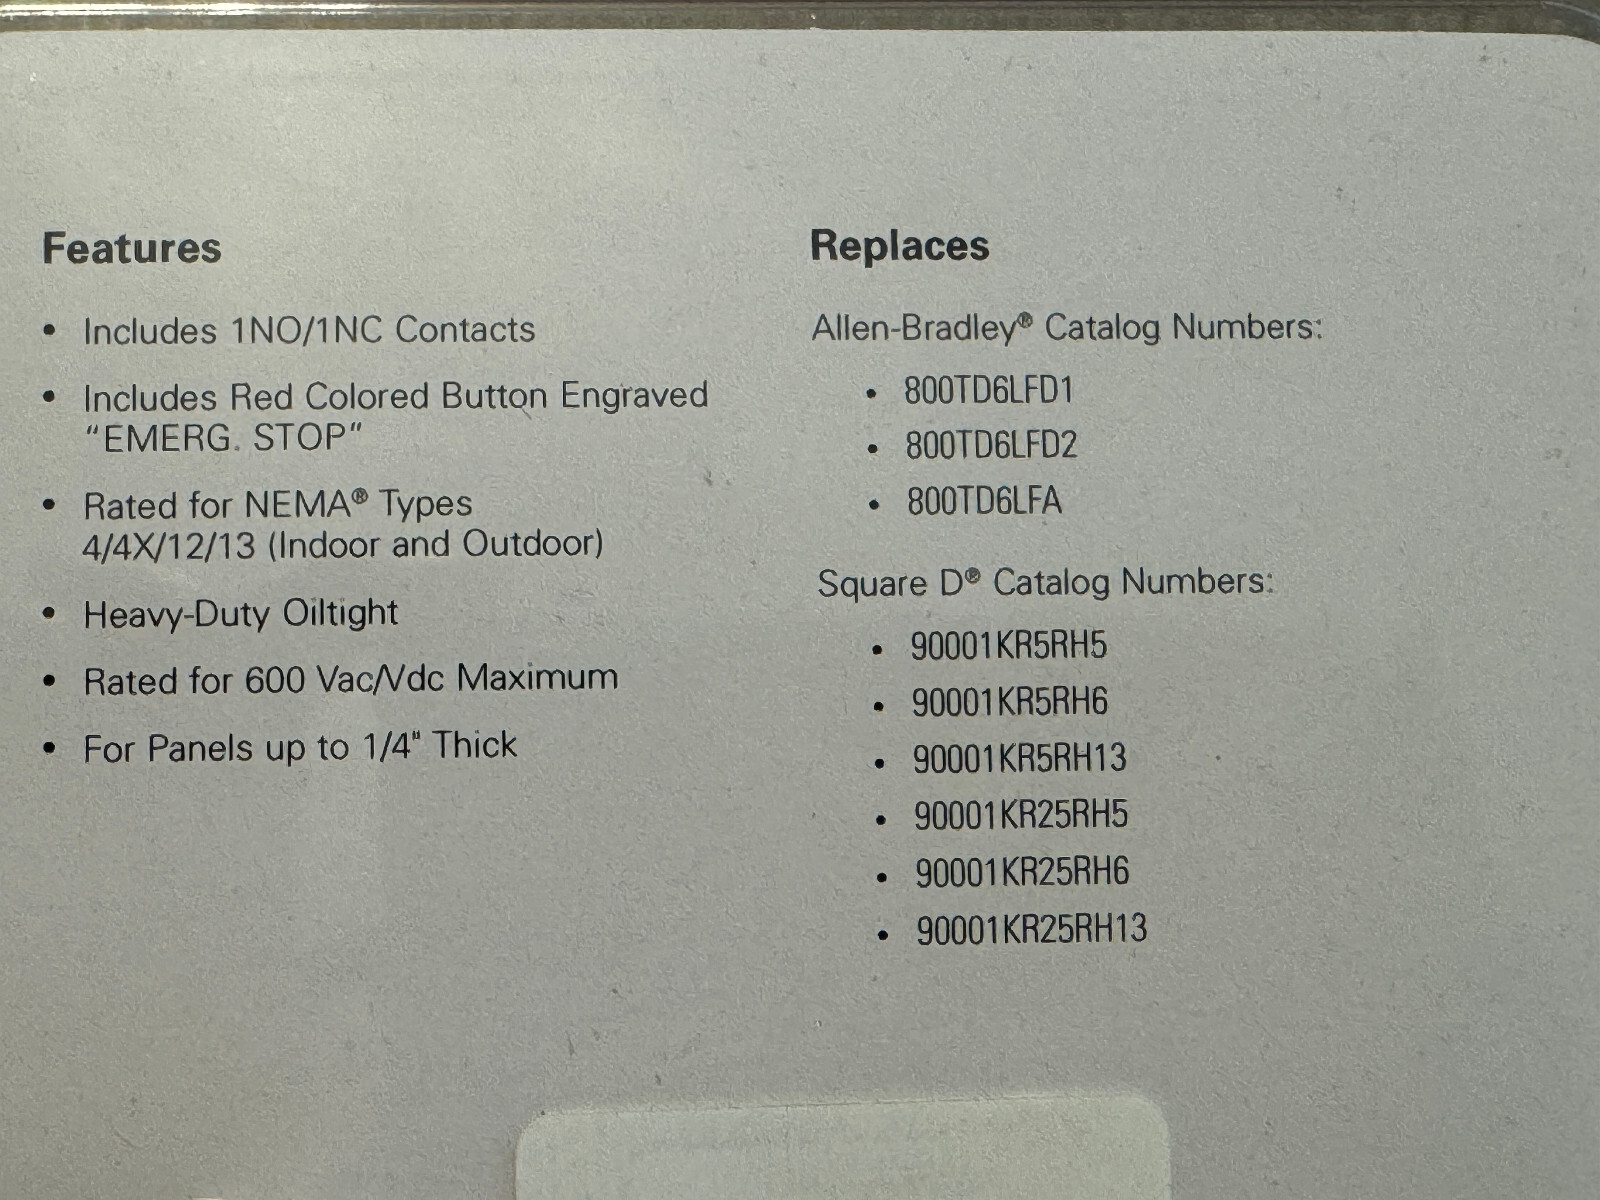 Features
• Includes 1NO/1NC Contacts
• Includes Red Colored Button Engraved
“EMERG. STOP”
• Rated for NEMA® Types
4/4X/12/13 (Indoor and Outdoor)
• Heavy-Duty Oiltight
• Rated for 600 Vac/Vdc Maximum
• For Panels up to 1/4" Thick
Replaces
Allen-Bradley® Catalog Numbers:
• 800TD6LFD1
• 800TD6LFD2
• 800TD6LFA
Square D® Catalog Numbers:
• 90001KR5RH5
• 90001KR5RH6
• 90001KR5RH13
• 90001KR25RH5
• 90001KR25RH6
• 90001KR25RH13